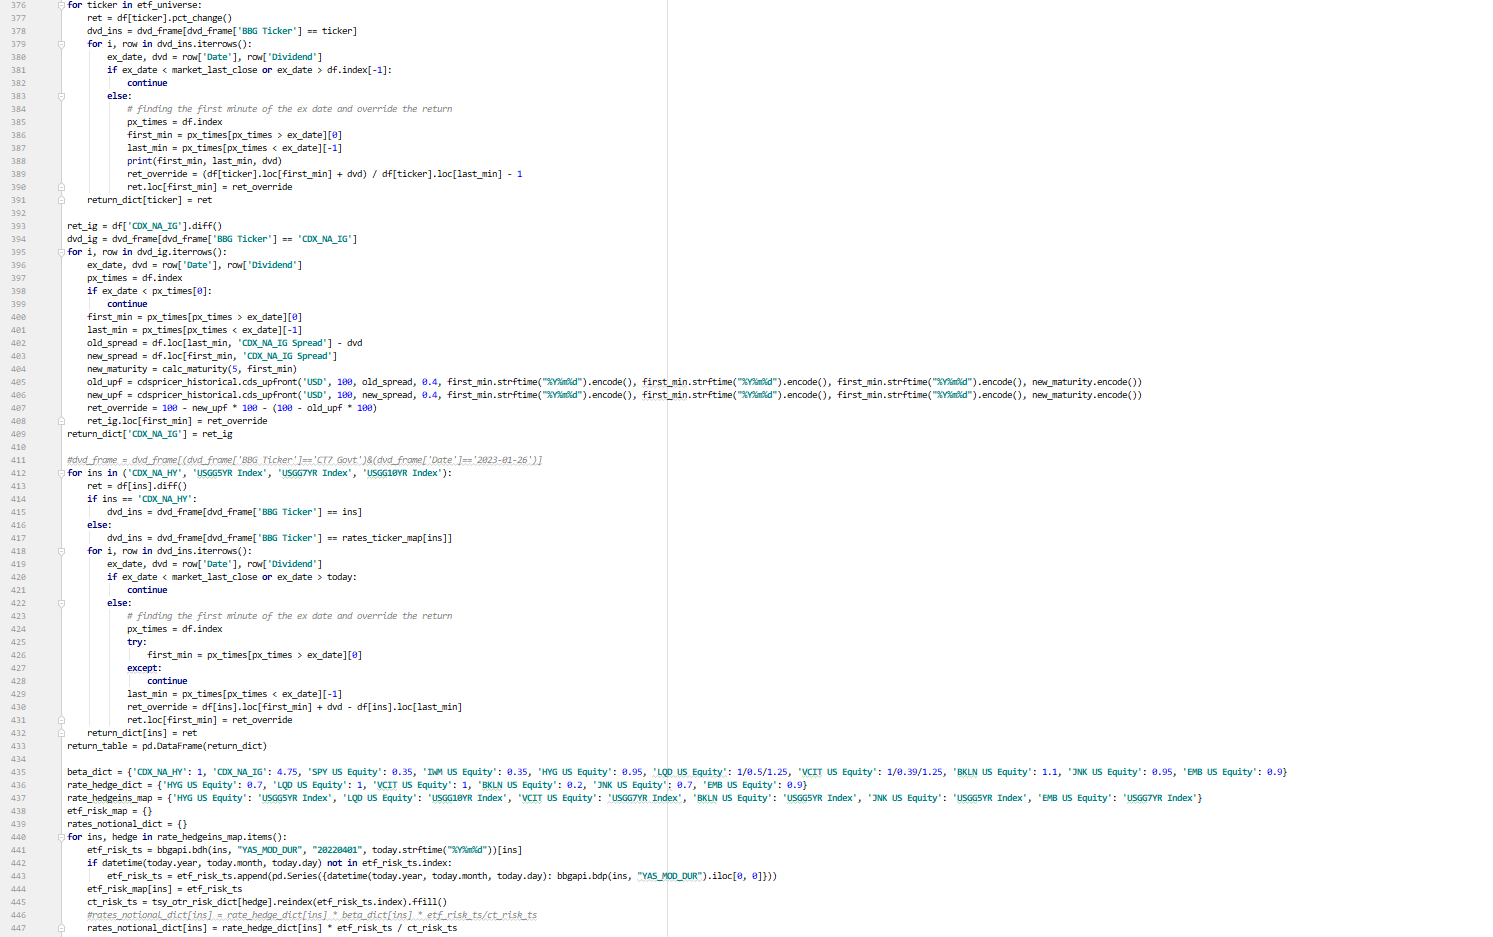 376 for ticker in etf_universe:
377     ret = df[ticker].pct_change()
378     dvd_ins = dvd_frame[dvd_frame['BBG Ticker'] == ticker]
379     for i, row in dvd_ins.iterrows():
380         ex_date, dvd = row['Date'], row['Dividend']
381         if ex_date < market_last_close or ex_date > df.index[-1]:
382             continue
383         else:
384             # finding the first minute of the ex date and override the return
385             px_times = df.index
386             first_min = px_times[px_times > ex_date][0]
387             last_min = px_times[px_times < ex_date][-1]
388             print(first_min, last_min, dvd)
389             ret_override = (df[ticker].loc[first_min] + dvd) / df[ticker].loc[last_min] - 1
390             ret.loc[first_min] = ret_override
391     return_dict[ticker] = ret
392
393 ret_ig = df['CDX_NA_IG'].diff()
394 dvd_ig = dvd_frame[dvd_frame['BBG Ticker'] == 'CDX_NA_IG']
395 for i, row in dvd_ig.iterrows():
396     ex_date, dvd = row['Date'], row['Dividend']
397     px_times = df.index
398     if ex_date < px_times[0]:
399         continue
400     first_min = px_times[px_times > ex_date][0]
401     last_min = px_times[px_times < ex_date][-1]
402     old_spread = df.loc[last_min, 'CDX_NA_IG Spread'] - dvd
403     new_spread = df.loc[first_min, 'CDX_NA_IG Spread']
404     new_maturity = calc_maturity(5, first_min)
405     old_upf = cdspricer_historical.cds_upfront('USD', 100, old_spread, 0.4, first_min.strftime("%Y%m%d").encode(), first_min.strftime("%Y%m%d").encode(), first_min.strftime("%Y%m%d").encode(), new_maturity.encode())
406     new_upf = cdspricer_historical.cds_upfront('USD', 100, new_spread, 0.4, first_min.strftime("%Y%m%d").encode(), first_min.strftime("%Y%m%d").encode(), first_min.strftime("%Y%m%d").encode(), new_maturity.encode())
407     ret_override = 100 - new_upf * 100 - (100 - old_upf * 100)
408     ret_ig.loc[first_min] = ret_override
409 return_dict['CDX_NA_IG'] = ret_ig
410
411 #dvd_frame = dvd_frame[(dvd_frame['BBG Ticker']=='CT7 Govt')&(dvd_frame['Date']=='2023-01-26')]
412 for ins in ('CDX_NA_HY', 'USGG5YR Index', 'USGG7YR Index', 'USGG10YR Index'):
413     ret = df[ins].diff()
414     if ins == 'CDX_NA_HY':
415         dvd_ins = dvd_frame[dvd_frame['BBG Ticker'] == ins]
416     else:
417         dvd_ins = dvd_frame[dvd_frame['BBG Ticker'] == rates_ticker_map[ins]]
418     for i, row in dvd_ins.iterrows():
419         ex_date, dvd = row['Date'], row['Dividend']
420         if ex_date < market_last_close or ex_date > today:
421             continue
422         else:
423             # finding the first minute of the ex date and override the return
424             px_times = df.index
425             try:
426                 first_min = px_times[px_times > ex_date][0]
427             except:
428                 continue
429             last_min = px_times[px_times < ex_date][-1]
430             ret_override = df[ins].loc[first_min] + dvd - df[ins].loc[last_min]
431             ret.loc[first_min] = ret_override
432     return_dict[ins] = ret
433 return_table = pd.DataFrame(return_dict)
434
435 beta_dict = {'CDX_NA_HY': 1, 'CDX_NA_IG': 4.75, 'SPY US Equity': 0.35, 'IWM US Equity': 0.35, 'HYG US Equity': 0.95, 'LQD US Equity': 1/0.5/1.25, 'VCIT US Equity': 1/0.39/1.25, 'BKLN US Equity': 1.1, 'JNK US Equity': 0.95, 'EMB US Equity': 0.9}
436 rate_hedge_dict = {'HYG US Equity': 0.7, 'LQD US Equity': 1, 'VCIT US Equity': 1, 'BKLN US Equity': 0.2, 'JNK US Equity': 0.7, 'EMB US Equity': 0.9}
437 rate_hedgeins_map = {'HYG US Equity': 'USGG5YR Index', 'LQD US Equity': 'USGG10YR Index', 'VCIT US Equity': 'USGG7YR Index', 'BKLN US Equity': 'USGG5YR Index', 'JNK US Equity': 'USGG5YR Index', 'EMB US Equity': 'USGG7YR Index'}
438 etf_risk_map = {}
439 rates_notional_dict = {}
440 for ins, hedge in rate_hedgeins_map.items():
441     etf_risk_ts = bbgapi.bdh(ins, "YAS_MOD_DUR", "20220401", today.strftime("%Y%m%d"))[ins]
442     if datetime(today.year, today.month, today.day) not in etf_risk_ts.index:
443         etf_risk_ts = etf_risk_ts.append(pd.Series({datetime(today.year, today.month, today.day): bbgapi.bdp(ins, "YAS_MOD_DUR").iloc[0, 0]}))
444     etf_risk_map[ins] = etf_risk_ts
445     ct_risk_ts = tsy_otr_risk_dict[hedge].reindex(etf_risk_ts.index).ffill()
446     #rates_notional_dict[ins] = rate_hedge_dict[ins] * beta_dict[ins] * etf_risk_ts/ct_risk_ts
447     rates_notional_dict[ins] = rate_hedge_dict[ins] * etf_risk_ts / ct_risk_ts